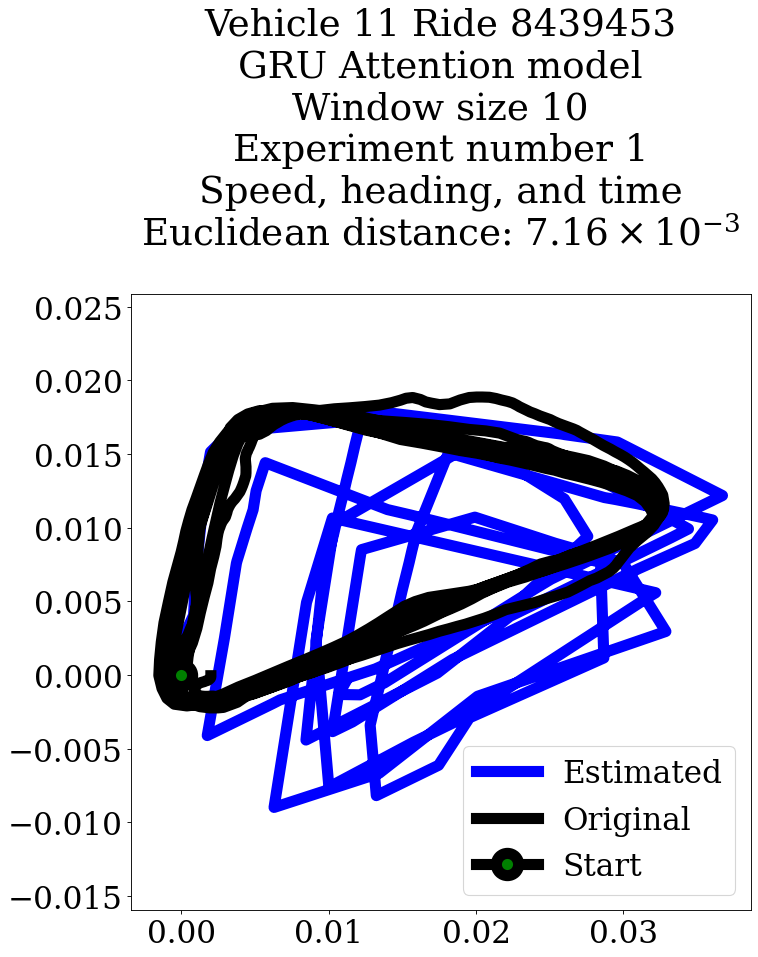 Vehicle 11 Ride 8439453
GRU Attention model
Window size 10
Experiment number 1
Speed, heading, and time
Euclidean distance: 7.16 × 10⁻³
0.025
0.020
0.015
0.010
0.005
0.000
−0.005
−0.010
−0.015
Estimated
Original
Start
0.00 0.01 0.02 0.03